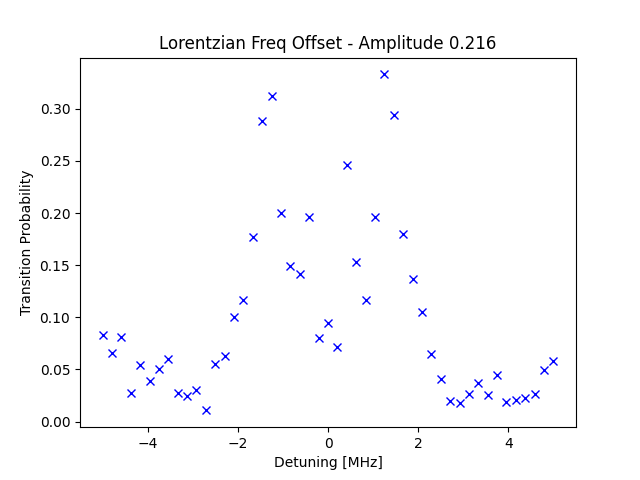 Lorentzian Freq Offset - Amplitude 0.216
Transition Probability
0.30
0.25
0.20
0.15
0.10
0.05
0.00
−4 −2 0 2 4
Detuning [MHz]